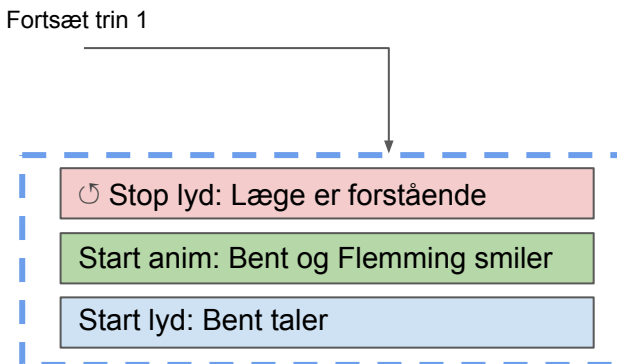 Fortsæt trin 1
↺ Stop lyd: Læge er forstående
Start anim: Bent og Flemming smiler
Start lyd: Bent taler